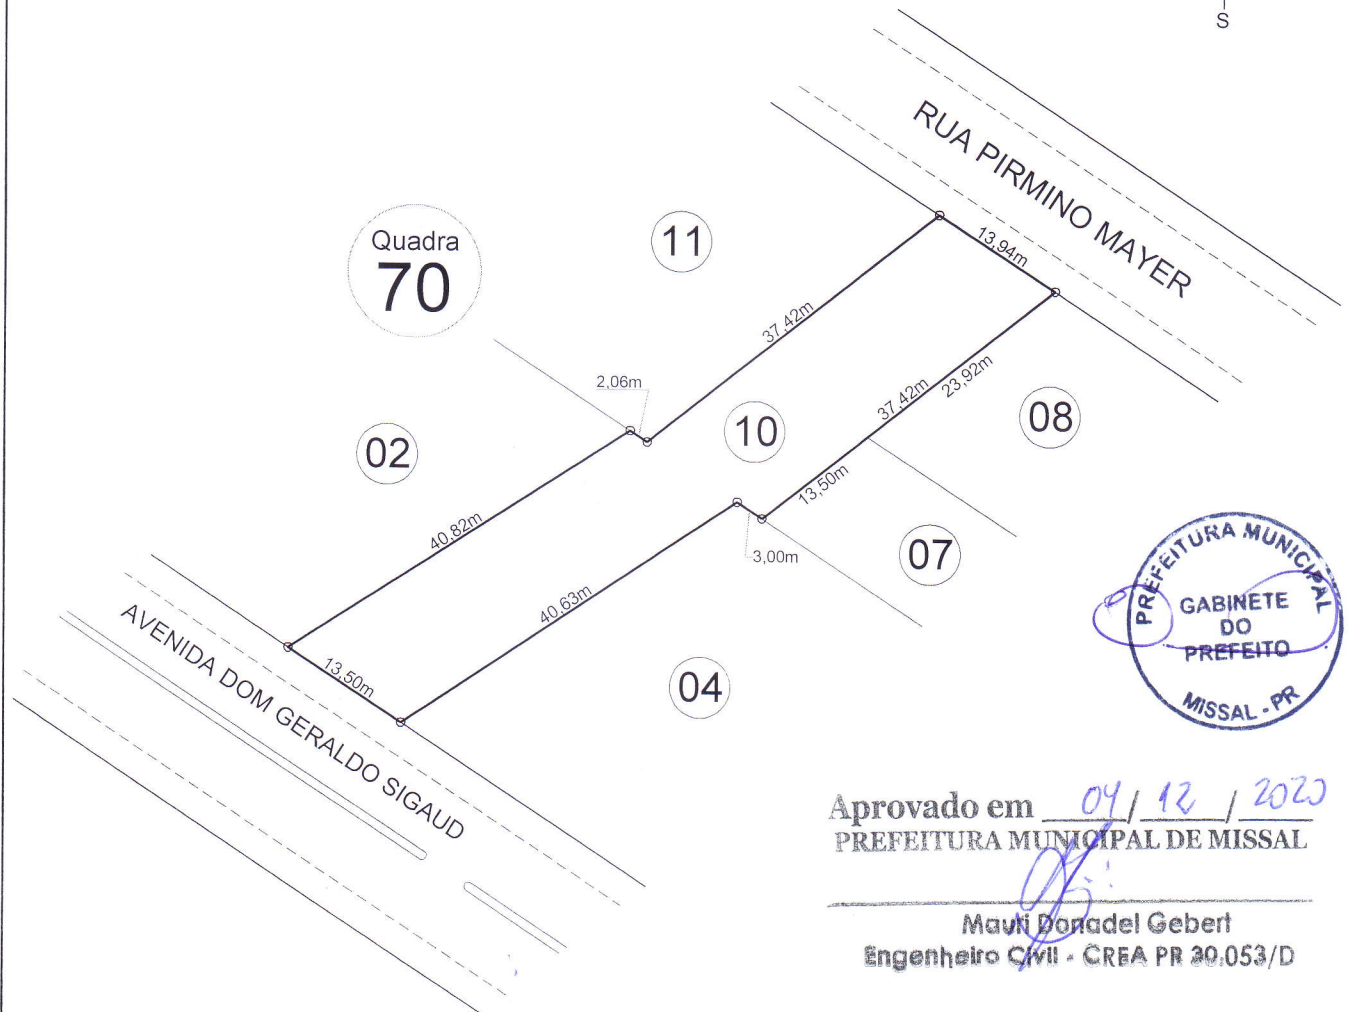 S
RUA PIRMINO MAYER
Quadra
70
11
13,94m
37,42m
2,06m
10
37,42m
23,92m
08
02
13,50m
40,82m
3,00m
07
40,63m
13,50m
04
AVENIDA DOM GERALDO SIGAUD
PREFEITURA MUNICIPAL
GABINETE
DO
PREFEITO
MISSAL - PR
Aprovado em 04/12/2020
PREFEITURA MUNICIPAL DE MISSAL
Mauri Donadel Gebert
Engenheiro Civil - CREA PR 30.053/D